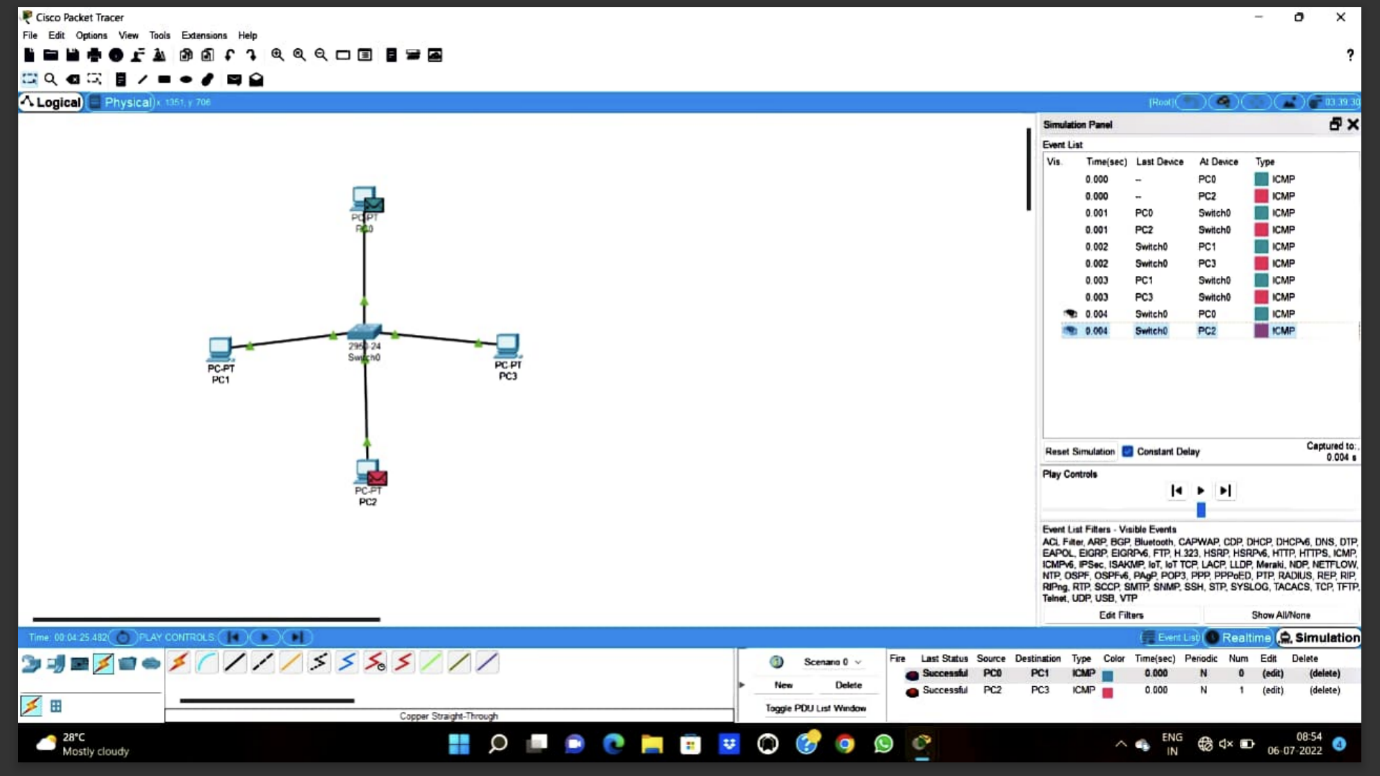 Cisco Packet Tracer
File Edit Options View Tools Extensions Help
?
Logical Physical x: 1351, y: 706 [Root] 03:39:30
Simulation Panel
Event List
Vis. Time(sec) Last Device At Device Type
0.000 -- PC0 ICMP
0.000 -- PC2 ICMP
0.001 PC0 Switch0 ICMP
0.001 PC2 Switch0 ICMP
0.002 Switch0 PC1 ICMP
0.002 Switch0 PC3 ICMP
0.003 PC1 Switch0 ICMP
0.003 PC3 Switch0 ICMP
0.004 Switch0 PC0 ICMP
0.004 Switch0 PC2 ICMP
PC-PT
PC0
2950-24
Switch0
PC-PT
PC1
PC-PT
PC3
PC-PT
PC2
Reset Simulation Constant Delay Captured to:
0.004 s
Play Controls
Event List Filters - Visible Events
ACL Filter, ARP, BGP, Bluetooth, CAPWAP, CDP, DHCP, DHCPv6, DNS, DTP,
EAPOL, EIGRP, EIGRPv6, FTP, H.323, HSRP, HSRPv6, HTTP, HTTPS, ICMP,
ICMPv6, IPSec, ISAKMP, IoT, IoT TCP, LACP, LLDP, Meraki, NDP, NETFLOW,
NTP, OSPF, OSPFv6, PAgP, POP3, PPP, PPPoED, PTP, RADIUS, REP, RIP,
RIPng, RTP, SCCP, SMTP, SNMP, SSH, STP, SYSLOG, TACACS, TCP, TFTP,
Telnet, UDP, USB, VTP
Edit Filters Show All/None
Time: 00:04:25.482 PLAY CONTROLS: Event List Realtime Simulation
Scenario 0
New Delete
Toggle PDU List Window
Fire Last Status Source Destination Type Color Time(sec) Periodic Num Edit Delete
Successful PC0 PC1 ICMP 0.000 N 0 (edit) (delete)
Successful PC2 PC3 ICMP 0.000 N 1 (edit) (delete)
Copper Straight-Through
28°C
Mostly cloudy
ENG
IN
08:54
06-07-2022
4